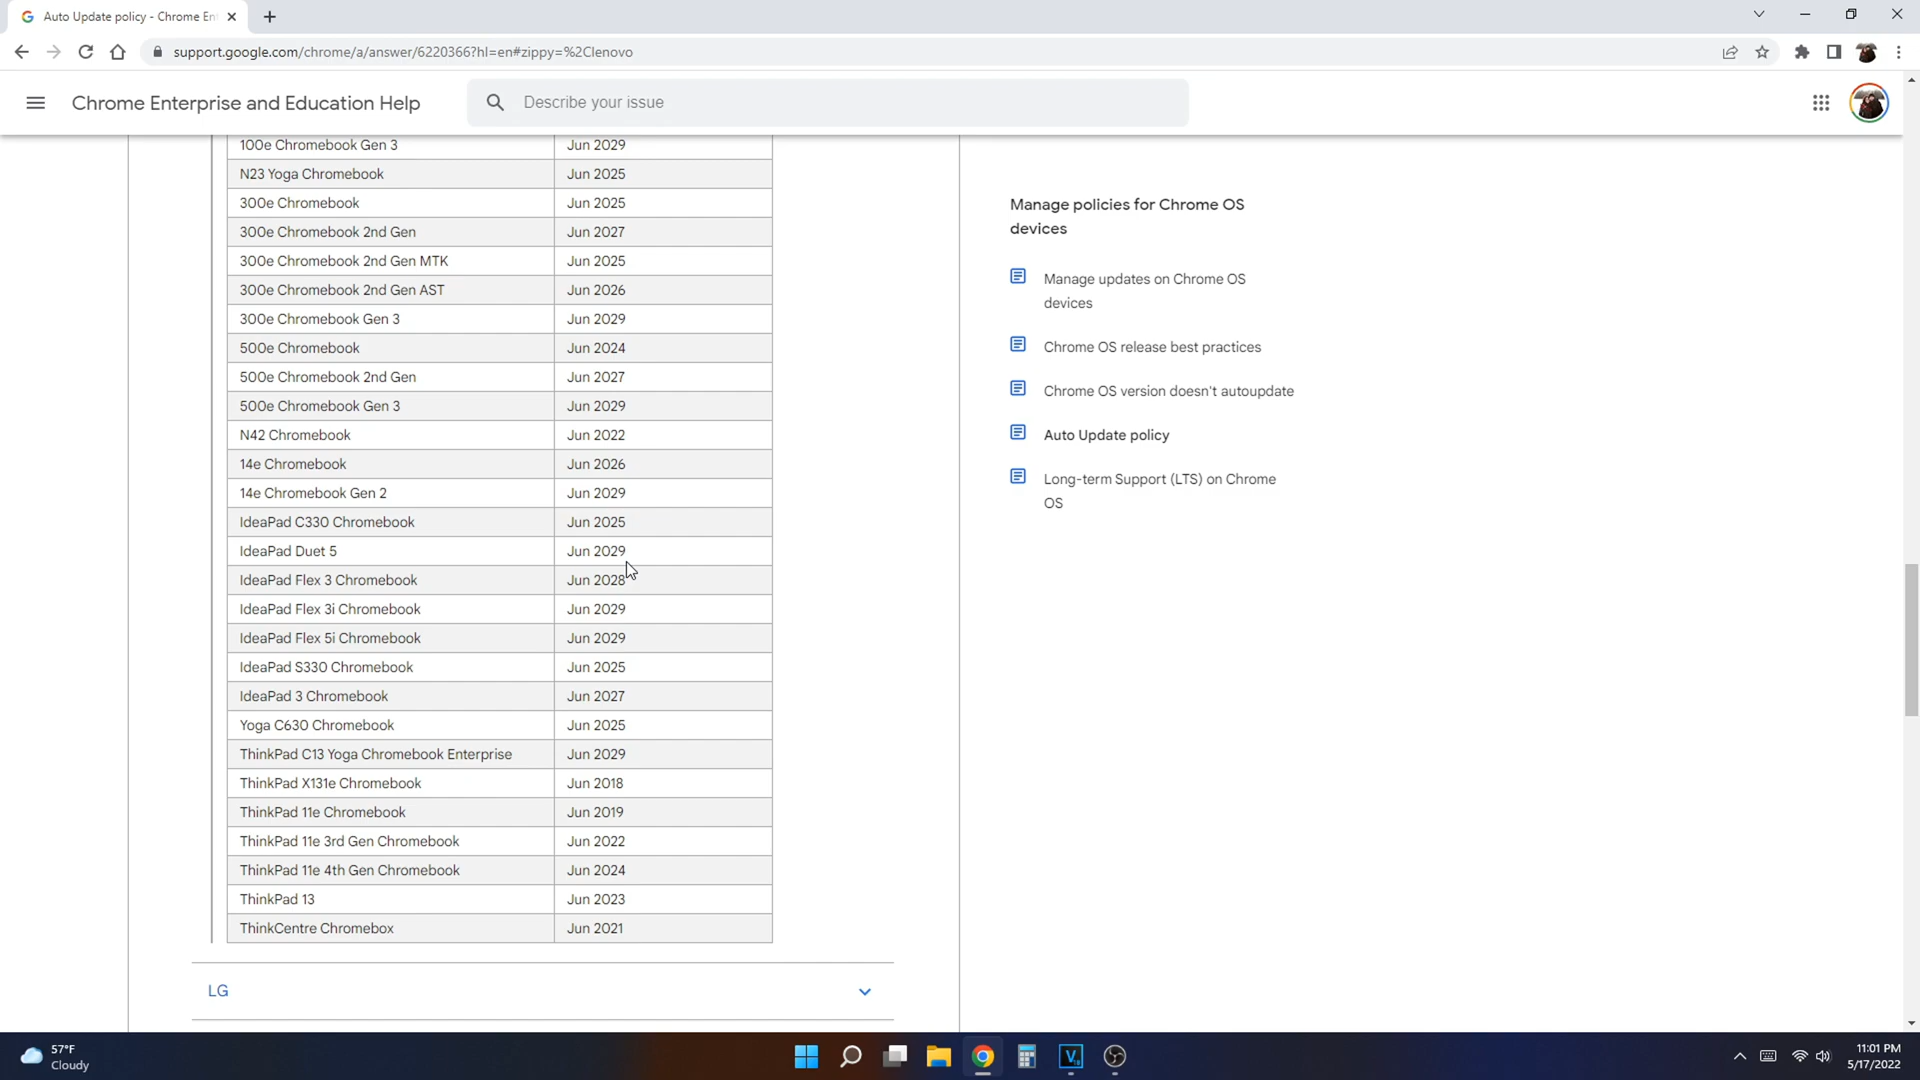 Auto Update policy - Chrome En
support.google.com/chrome/a/answer/6220366?hl=en#zippy=%2Clenovo
Chrome Enterprise and Education Help
Describe your issue
100e Chromebook Gen 3 Jun 2029
N23 Yoga Chromebook Jun 2025
300e Chromebook Jun 2025
300e Chromebook 2nd Gen Jun 2027
300e Chromebook 2nd Gen MTK Jun 2025
300e Chromebook 2nd Gen AST Jun 2026
300e Chromebook Gen 3 Jun 2029
500e Chromebook Jun 2024
500e Chromebook 2nd Gen Jun 2027
500e Chromebook Gen 3 Jun 2029
N42 Chromebook Jun 2022
14e Chromebook Jun 2026
14e Chromebook Gen 2 Jun 2029
IdeaPad C330 Chromebook Jun 2025
IdeaPad Duet 5 Jun 2029
IdeaPad Flex 3 Chromebook Jun 2028
IdeaPad Flex 3i Chromebook Jun 2029
IdeaPad Flex 5i Chromebook Jun 2029
IdeaPad S330 Chromebook Jun 2025
IdeaPad 3 Chromebook Jun 2027
Yoga C630 Chromebook Jun 2025
ThinkPad C13 Yoga Chromebook Enterprise Jun 2029
ThinkPad X131e Chromebook Jun 2018
ThinkPad 11e Chromebook Jun 2019
ThinkPad 11e 3rd Gen Chromebook Jun 2022
ThinkPad 11e 4th Gen Chromebook Jun 2024
ThinkPad 13 Jun 2023
ThinkCentre Chromebox Jun 2021
LG
Manage policies for Chrome OS
devices
Manage updates on Chrome OS
devices
Chrome OS release best practices
Chrome OS version doesn't autoupdate
Auto Update policy
Long-term Support (LTS) on Chrome
OS
57°F
Cloudy
11:01 PM
5/17/2022